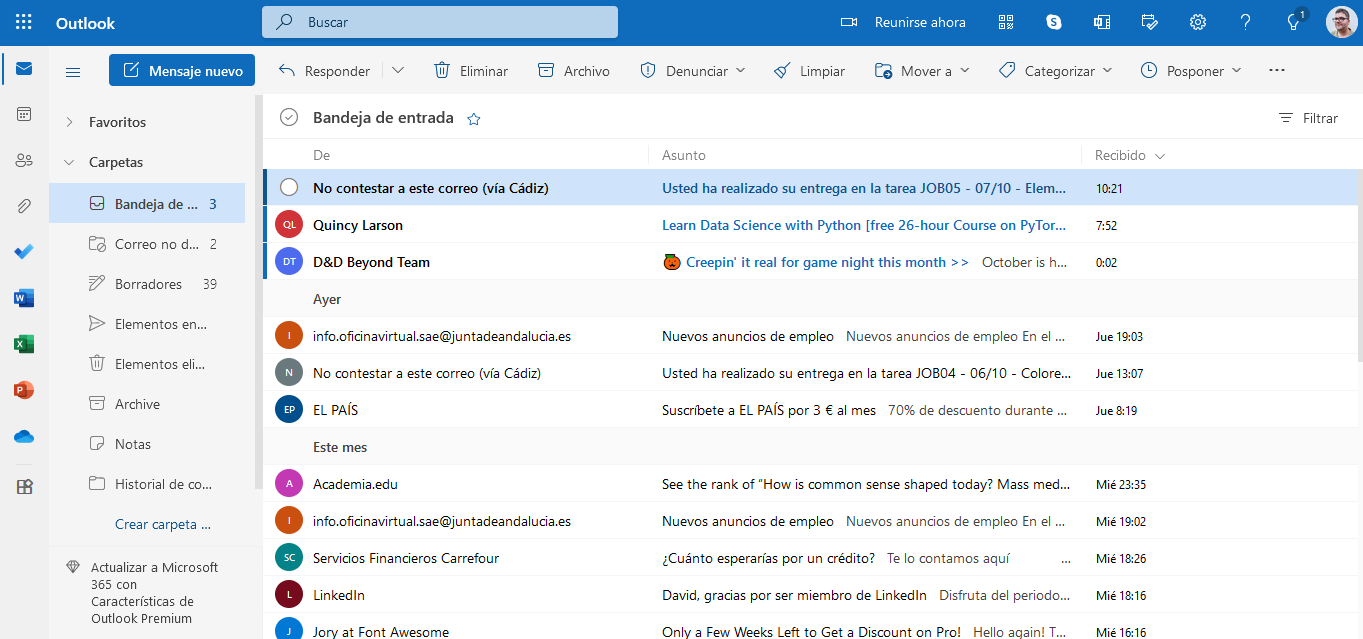 Outlook
Buscar
Reunirse ahora
1
Mensaje nuevo
Responder
Eliminar
Archivo
Denunciar
Limpiar
Mover a
Categorizar
Posponer
Favoritos
Carpetas
Bandeja de ... 3
Correo no d... 2
Borradores 39
Elementos en...
Elementos eli...
Archive
Notas
Historial de co...
Crear carpeta ...
Actualizar a Microsoft
365 con
Características de
Outlook Premium
Bandeja de entrada
Filtrar
De Asunto Recibido
No contestar a este correo (vía Cádiz) Usted ha realizado su entrega en la tarea JOB05 - 07/10 - Elem... 10:21
QL Quincy Larson Learn Data Science with Python [free 26-hour Course on PyTor... 7:52
DT D&D Beyond Team 🎃 Creepin' it real for game night this month >> October is h... 0:02
Ayer
I info.oficinavirtual.sae@juntadeandalucia.es Nuevos anuncios de empleo Nuevos anuncios de empleo En el ... Jue 19:03
N No contestar a este correo (vía Cádiz) Usted ha realizado su entrega en la tarea JOB04 - 06/10 - Colore... Jue 13:07
EP EL PAÍS Suscríbete a EL PAÍS por 3 € al mes 70% de descuento durante ... Jue 8:19
Este mes
A Academia.edu See the rank of “How is common sense shaped today? Mass med... Mié 23:35
I info.oficinavirtual.sae@juntadeandalucia.es Nuevos anuncios de empleo Nuevos anuncios de empleo En el ... Mié 19:02
SC Servicios Financieros Carrefour ¿Cuánto esperarías por un crédito? Te lo contamos aquí ... Mié 18:26
L LinkedIn David, gracias por ser miembro de LinkedIn Disfruta del periodo... Mié 18:16
J Jory at Font Awesome Only a Few Weeks Left to Get a Discount on Pro! Hello again! T... Mié 16:16